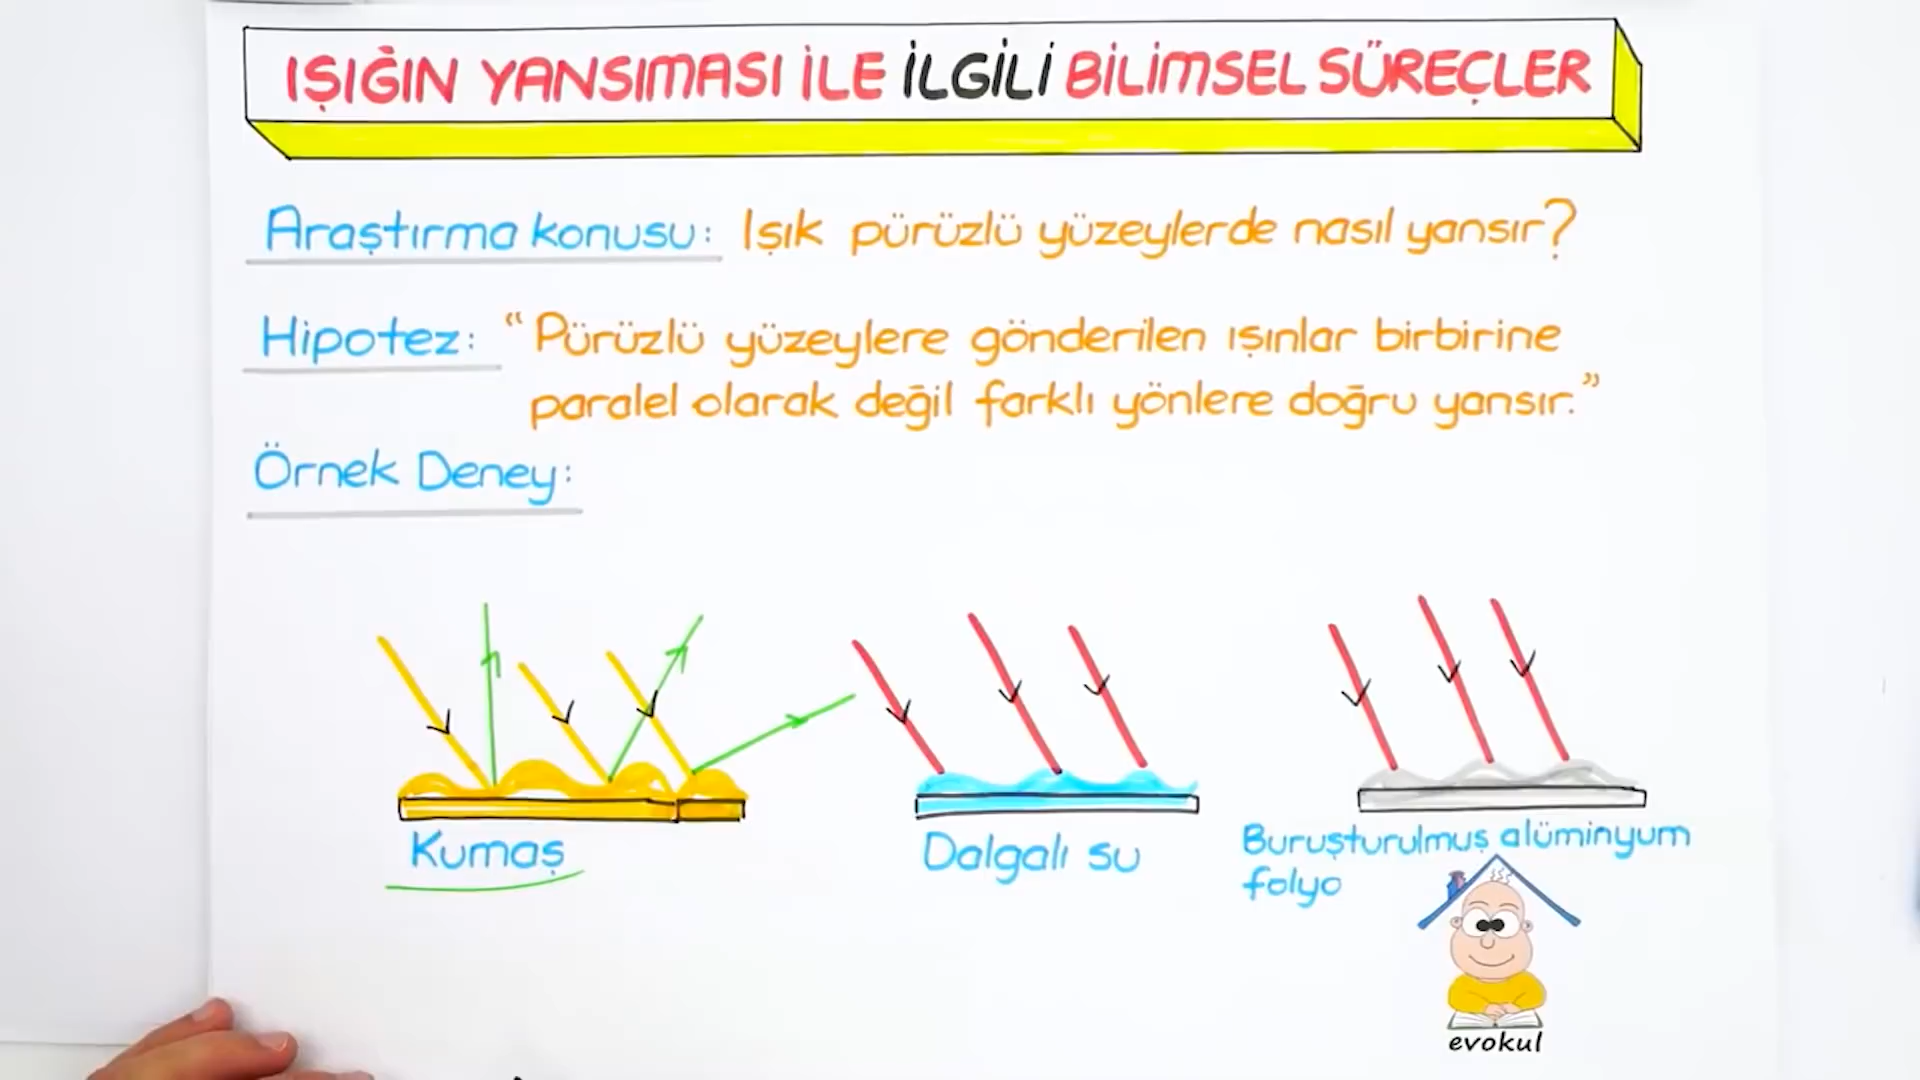 IŞIĞIN YANSIMASI İLE İLGİLİ BİLİMSEL SÜREÇLER
Araştırma konusu: Işık pürüzlü yüzeylerde nasıl yansır?
Hipotez: "Pürüzlü yüzeylere gönderilen ışınlar birbirine
paralel olarak değil farklı yönlere doğru yansır."
Örnek Deney:
Kumaş
Dalgalı su
Buruşturulmuş alüminyum
folyo
evokul